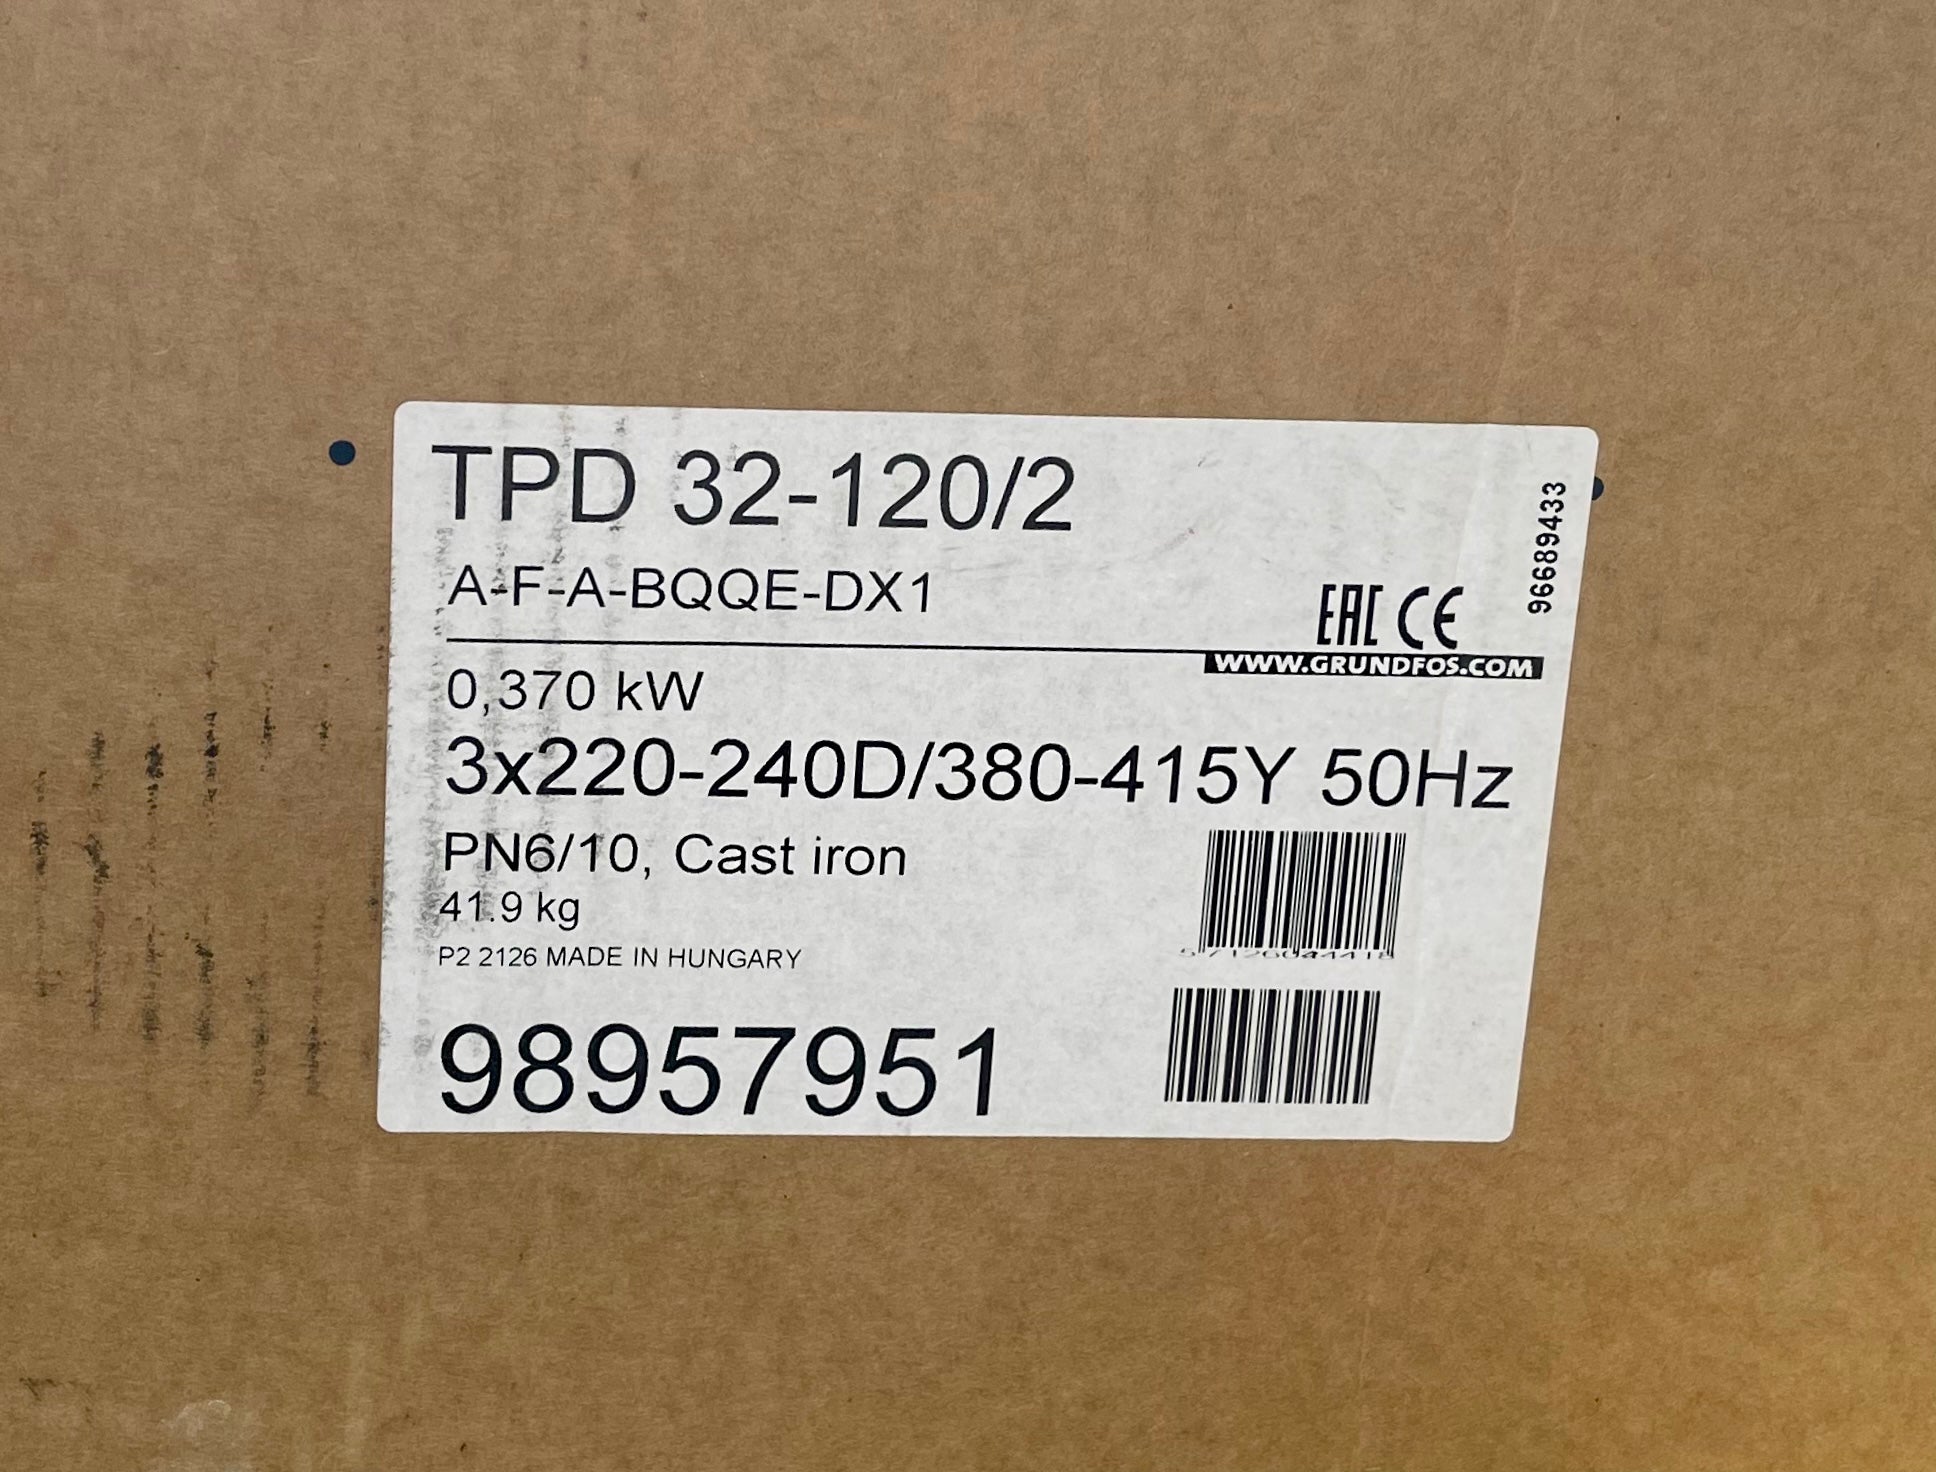 TPD 32-120/2
A-F-A-BQQE-DX1
EAC CE
96689433
WWW.GRUNDFOS.COM
0,370 kW
3x220-240D/380-415Y 50Hz
PN6/10, Cast iron
41.9 kg
P2 2126 MADE IN HUNGARY
98957951